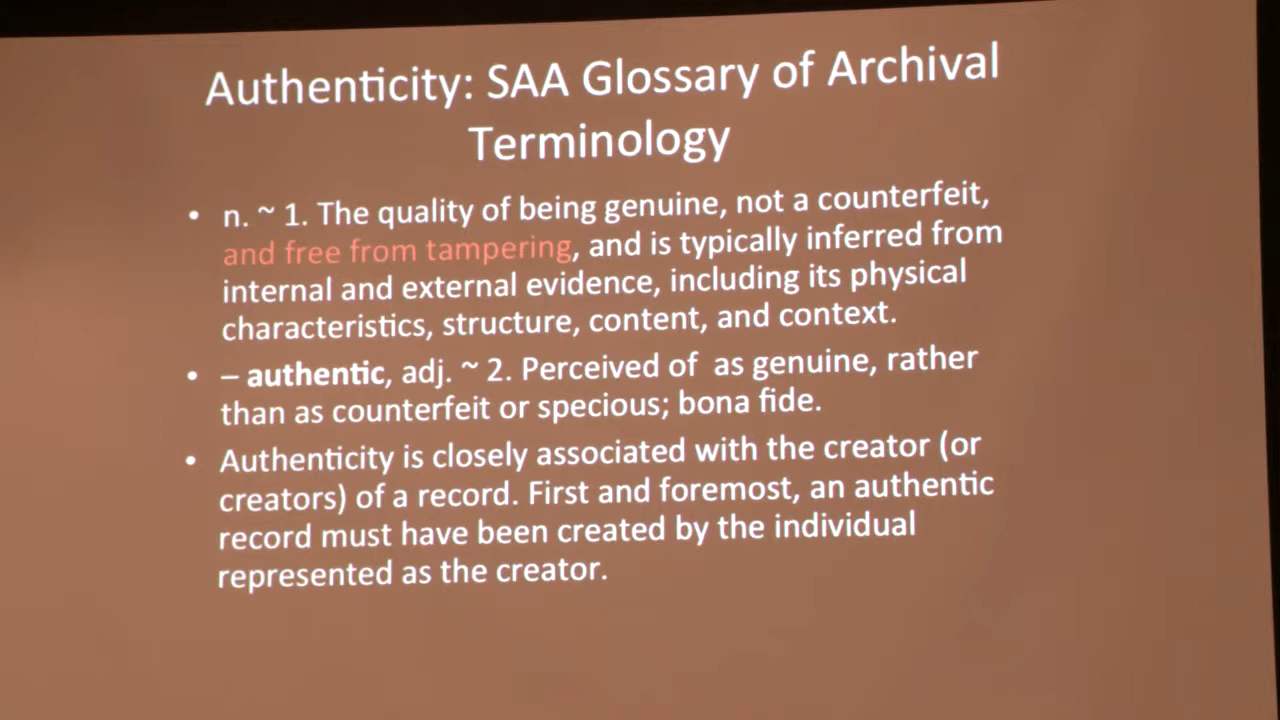 Authenticity: SAA Glossary of Archival
Terminology
• n. ~ 1. The quality of being genuine, not a counterfeit,
and free from tampering, and is typically inferred from
internal and external evidence, including its physical
characteristics, structure, content, and context.
• – authentic, adj. ~ 2. Perceived of  as genuine, rather
than as counterfeit or specious; bona fide.
• Authenticity is closely associated with the creator (or
creators) of a record. First and foremost, an authentic
record must have been created by the individual
represented as the creator.